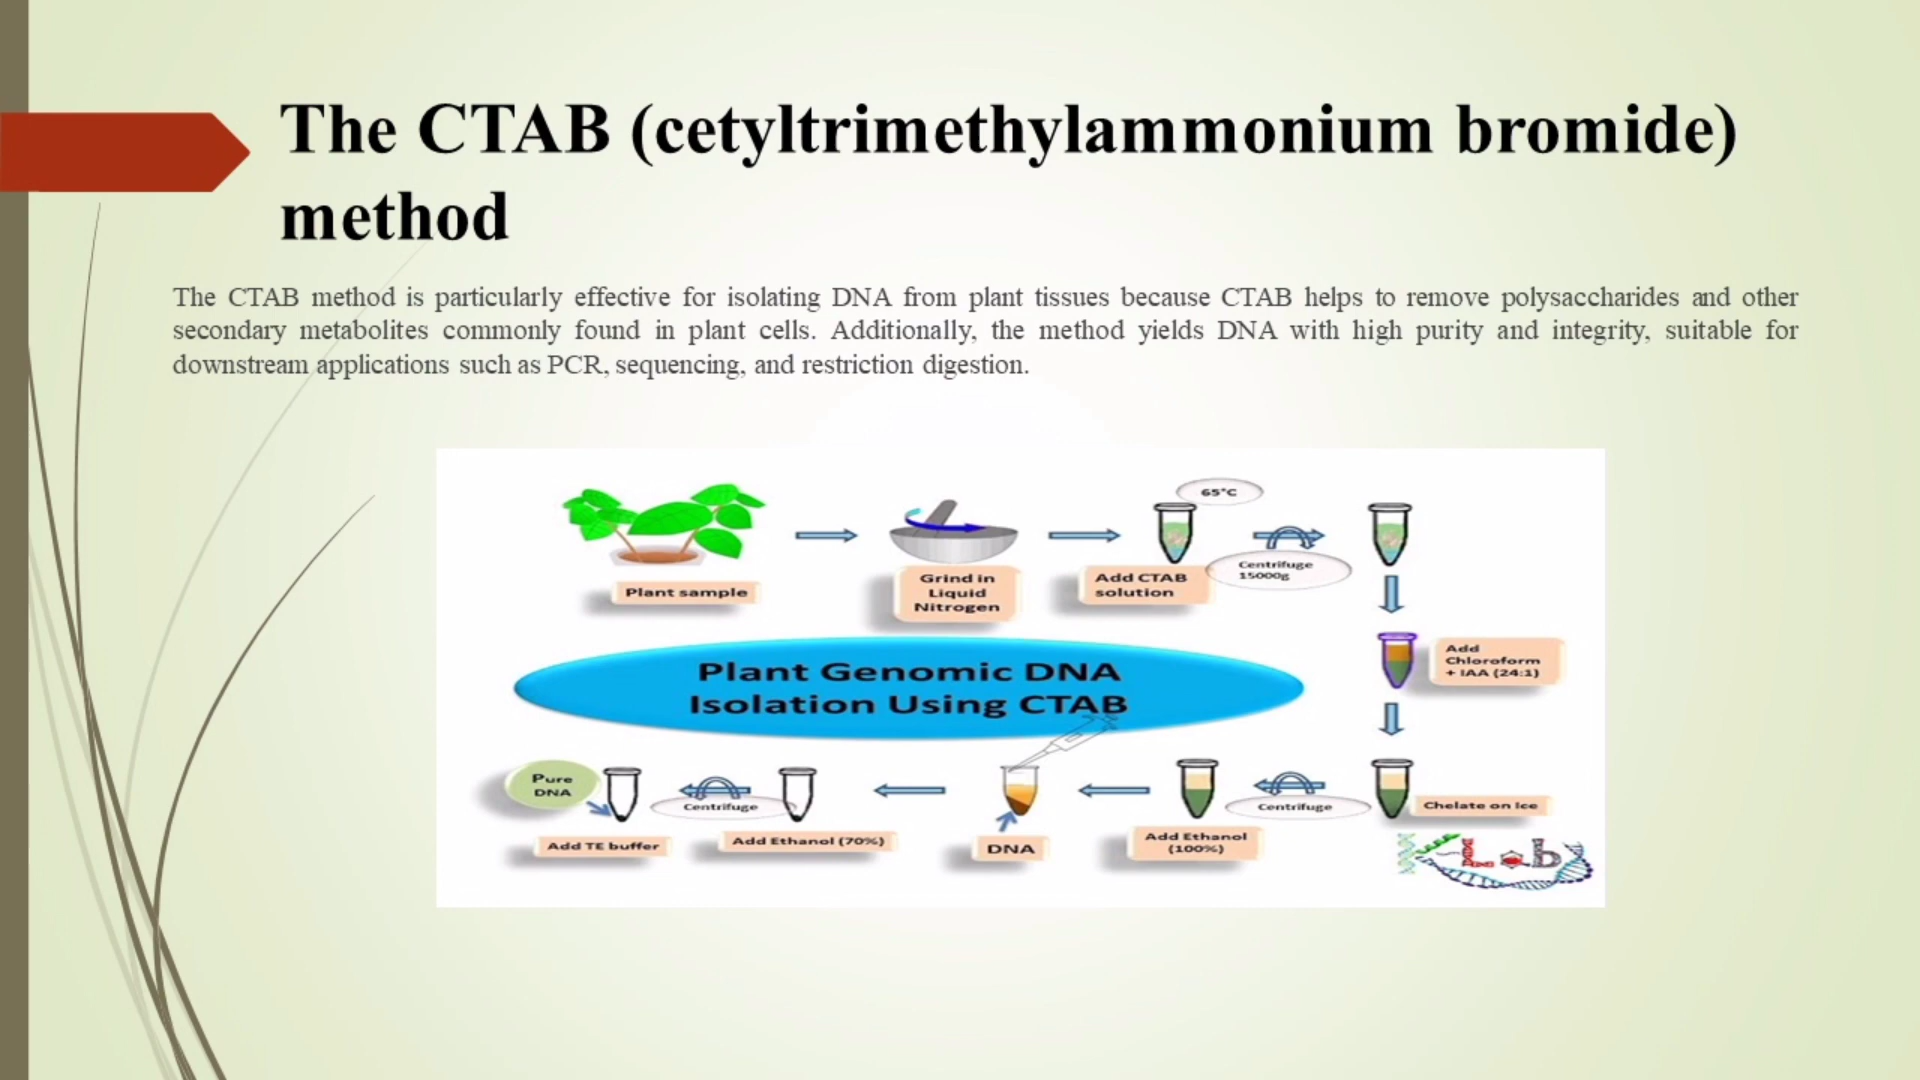 The CTAB (cetyltrimethylammonium bromide)
method
The CTAB method is particularly effective for isolating DNA from plant tissues because CTAB helps to remove polysaccharides and other
secondary metabolites commonly found in plant cells. Additionally, the method yields DNA with high purity and integrity, suitable for
downstream applications such as PCR, sequencing, and restriction digestion.
65°C
Plant sample
Grind in
Liquid
Nitrogen
Add CTAB
solution
Centrifuge
15000g
Add
Chloroform
+ IAA (24:1)
Plant Genomic DNA
Isolation Using CTAB
Chelate on Ice
Centrifuge
Add Ethanol
(100%)
DNA
Add Ethanol (70%)
Centrifuge
Add TE buffer
Pure
DNA
Lab